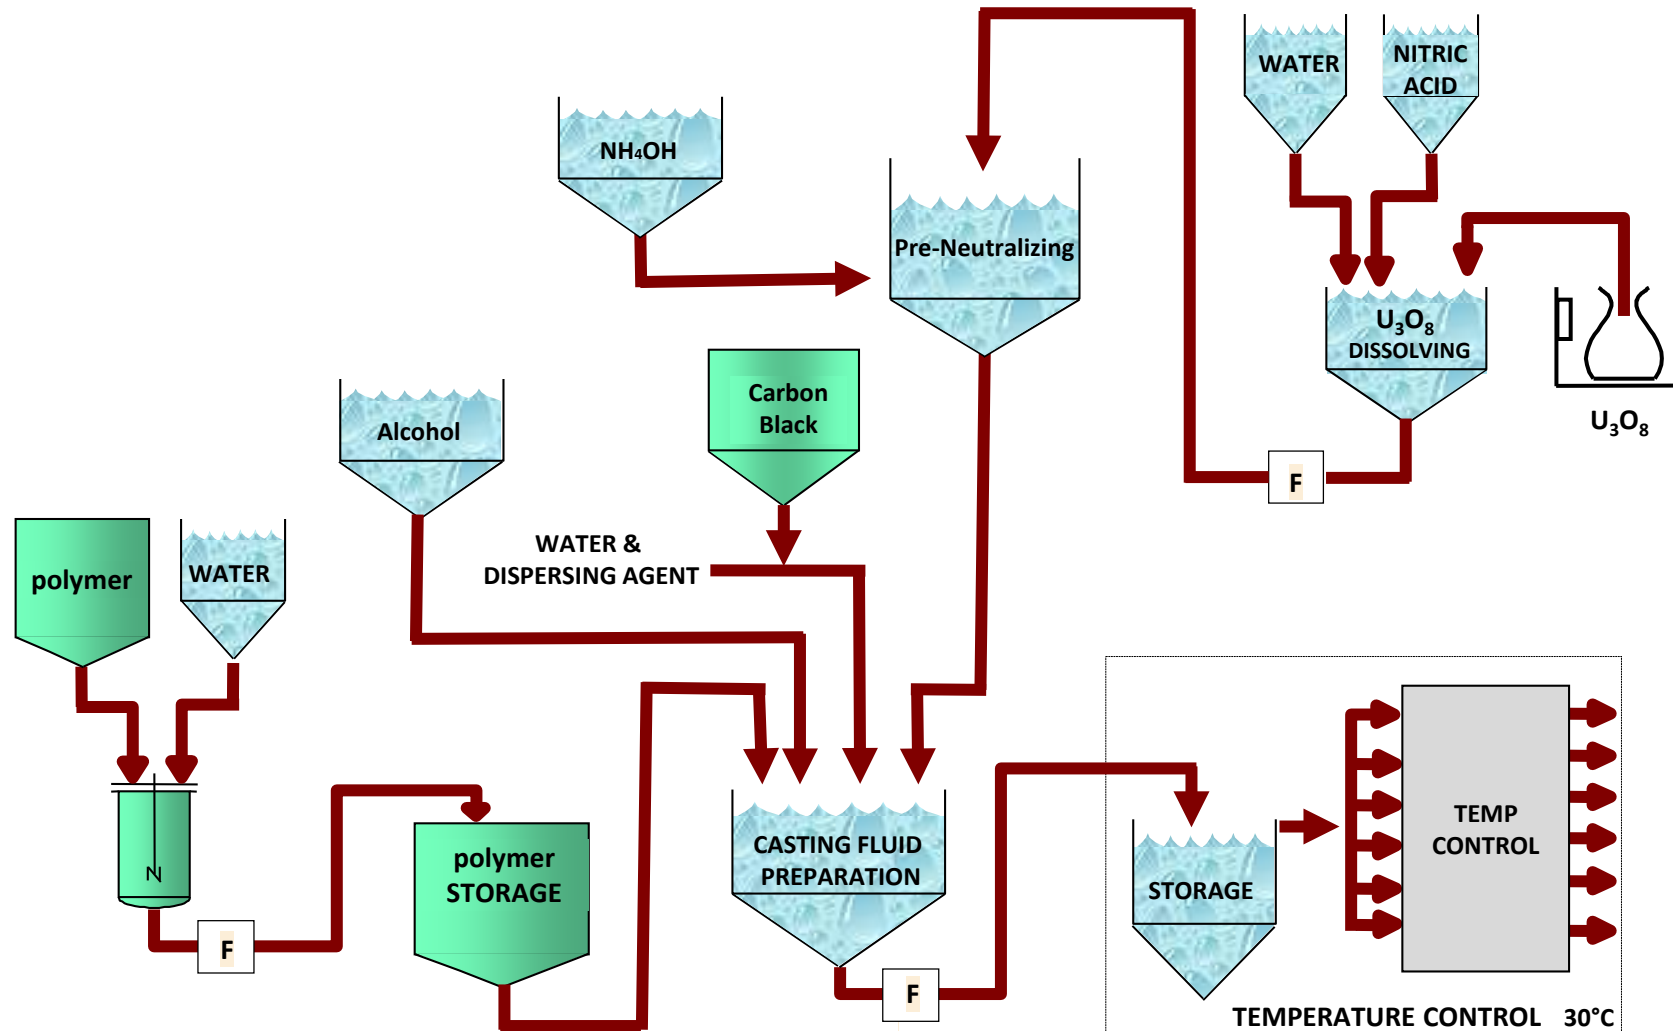 WATER
NITRIC
ACID
NH₄OH
Pre-Neutralizing
U₃O₈
DISSOLVING
U₃O₈
Carbon
Black
Alcohol
F
WATER &
DISPERSING AGENT
polymer
WATER
TEMP
CONTROL
CASTING FLUID
PREPARATION
polymer
STORAGE
STORAGE
N
F
F
TEMPERATURE CONTROL 30°C